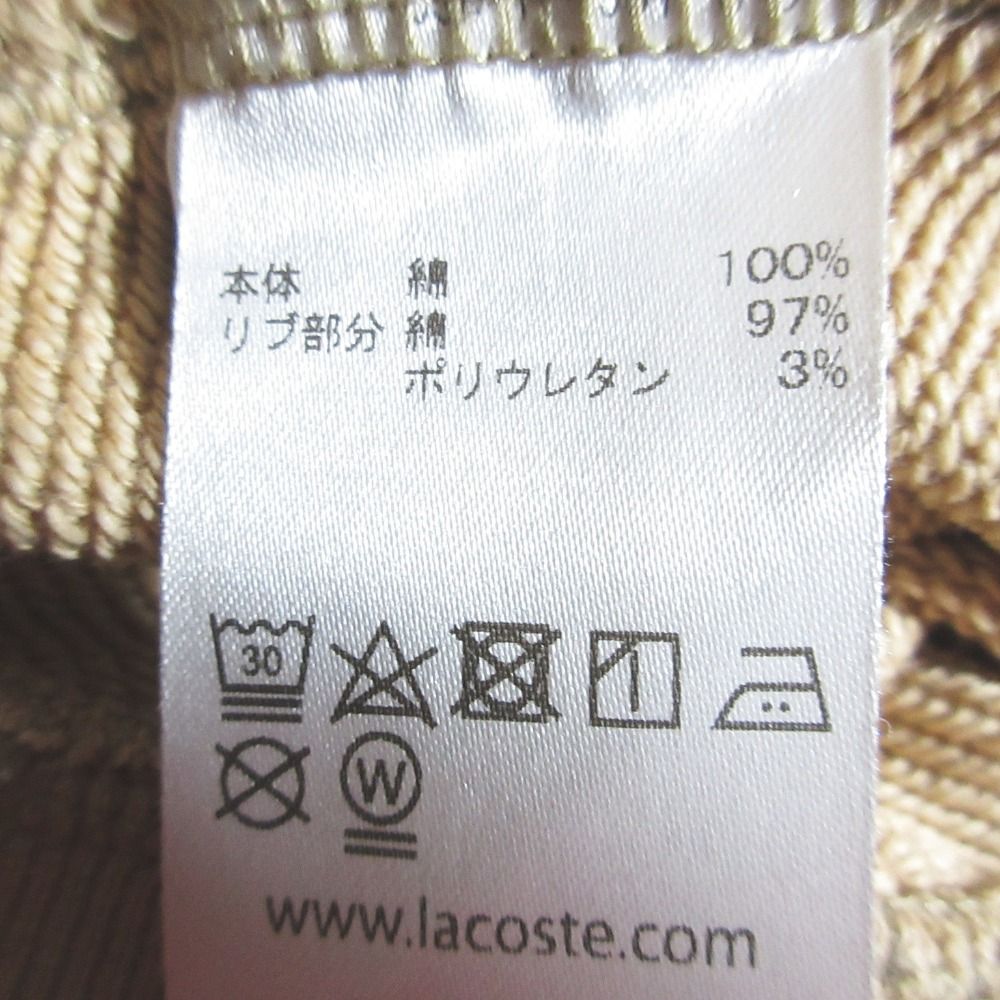 本体 綿 100%
リブ部分 綿 97%
ポリウレタン 3%
30
W
www.lacoste.com